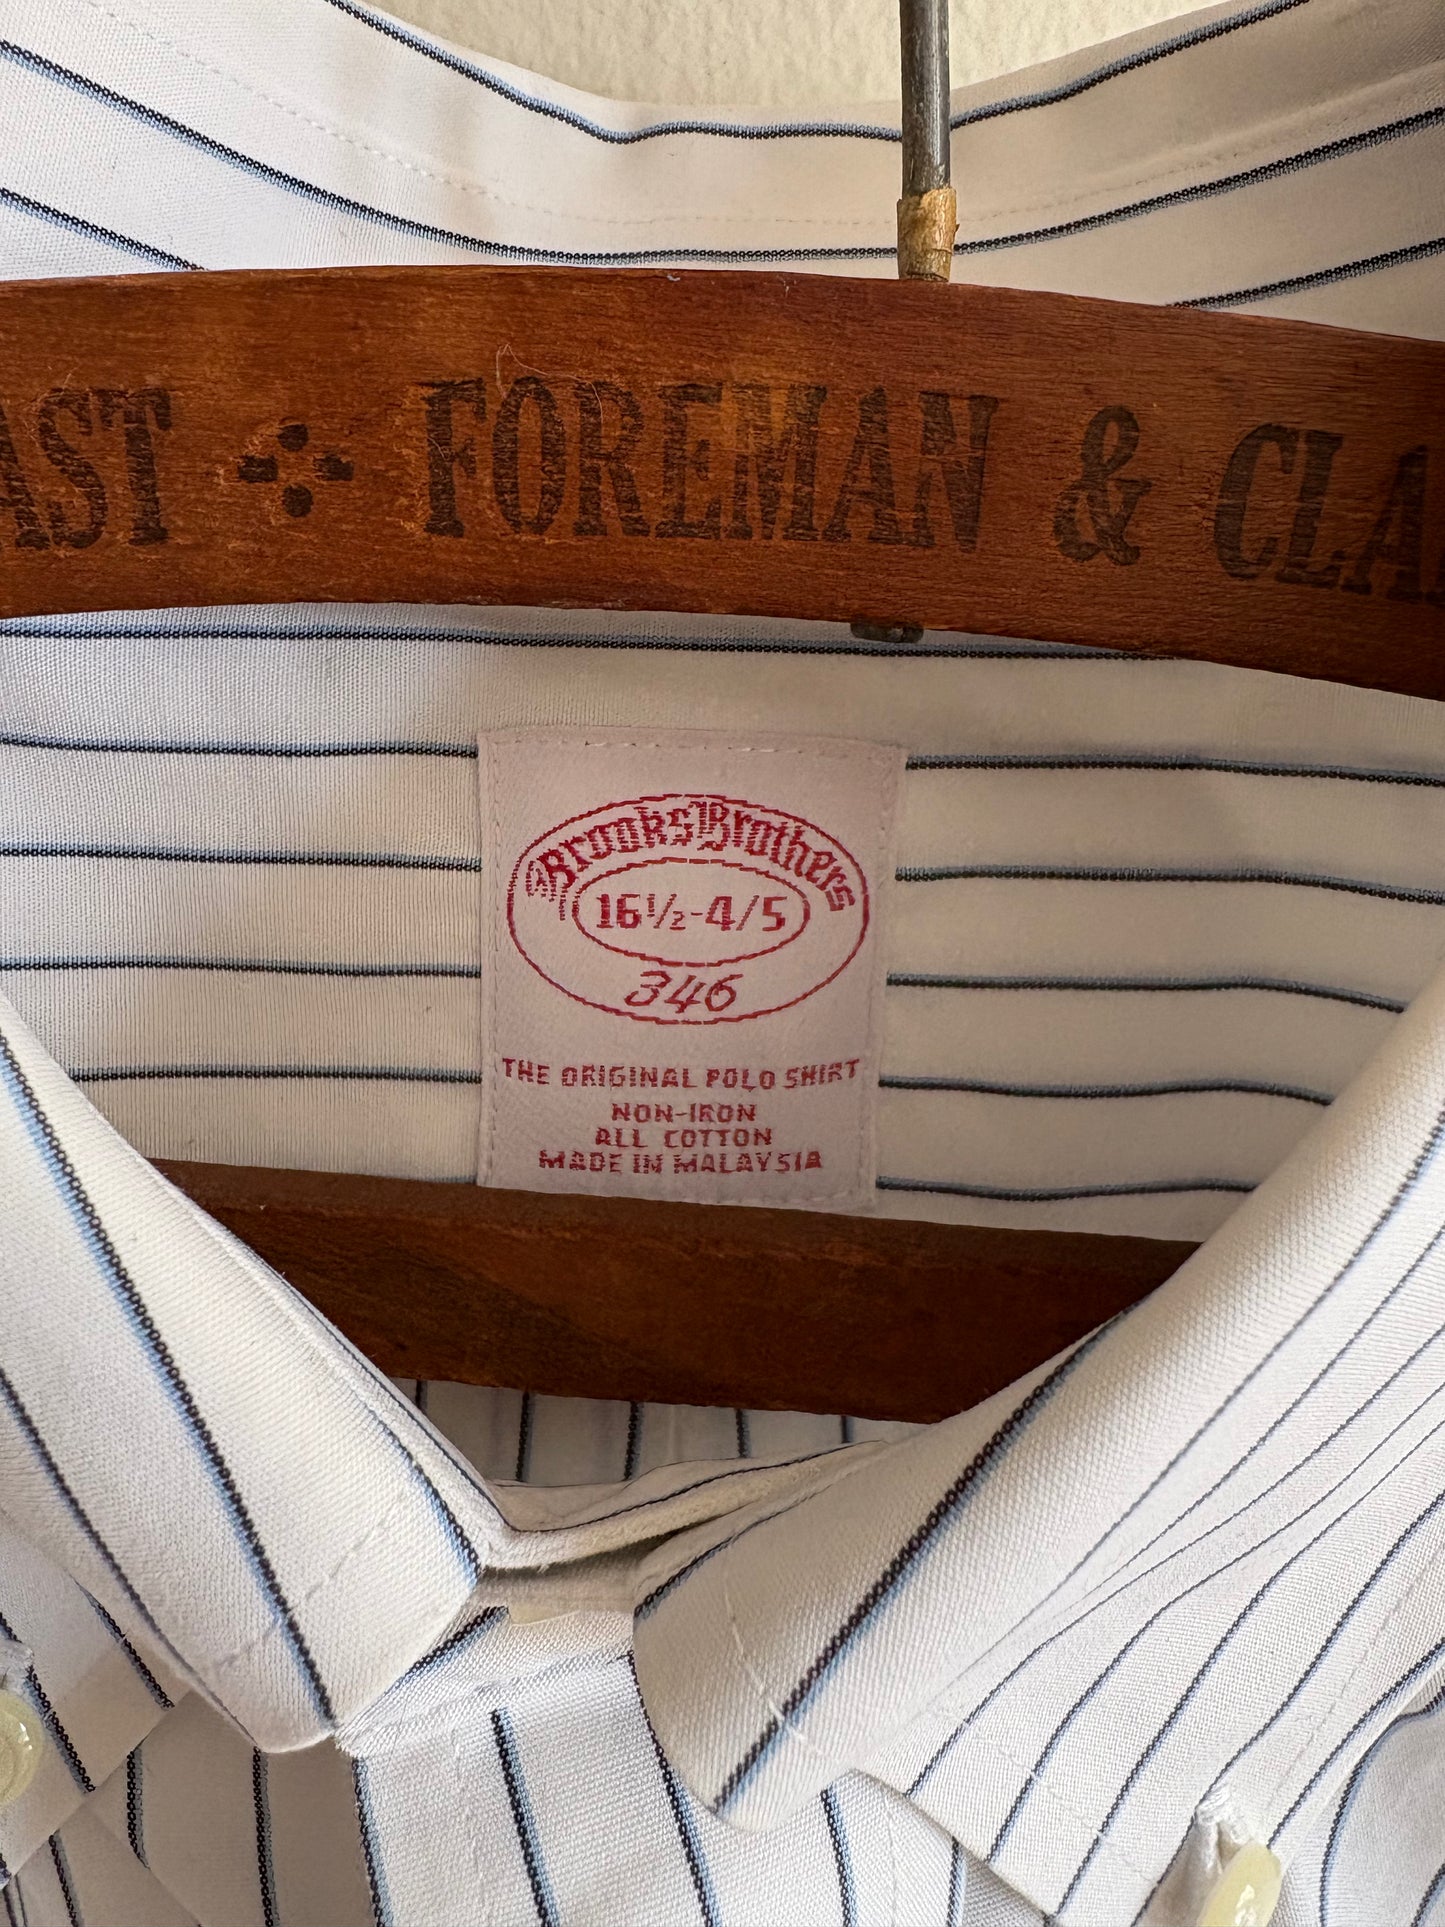 AST FOREMAN & CLA
Brooks Brothers
16½-4/5
346
THE ORIGINAL POLO SHIRT
NON-IRON
ALL COTTON
MADE IN MALAYSIA